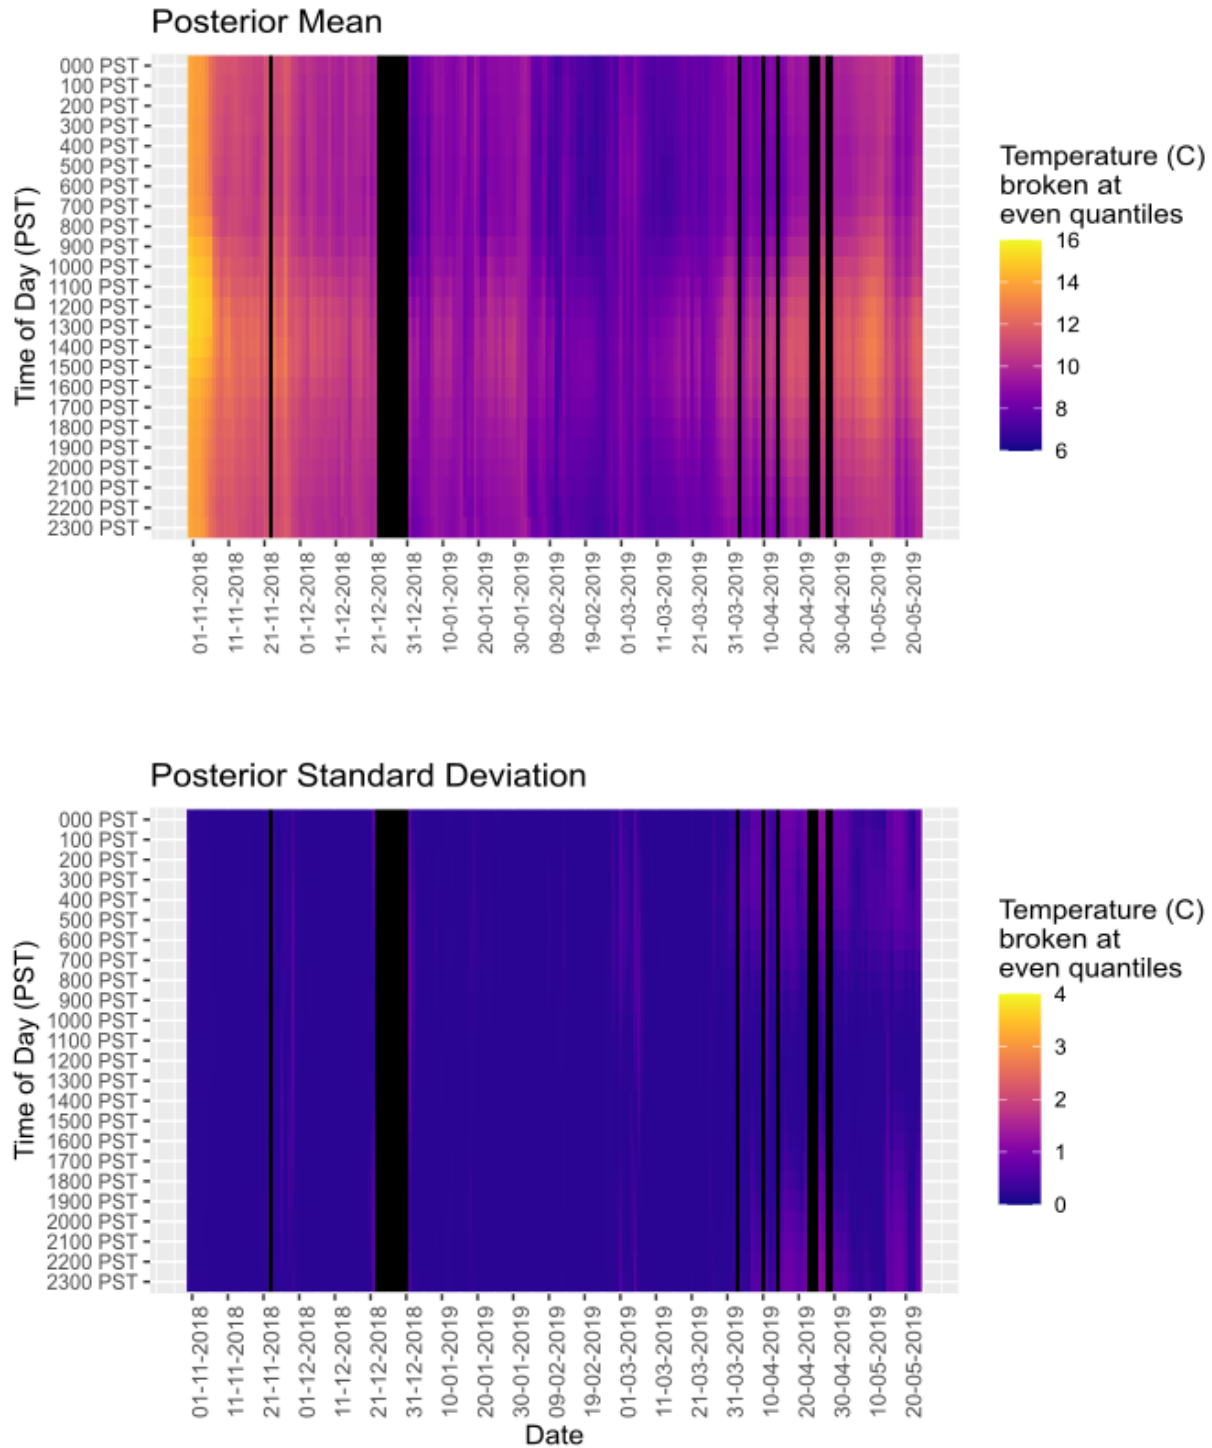 Posterior Mean
Time of Day (PST)
000 PST
100 PST
200 PST
300 PST
400 PST
500 PST
600 PST
700 PST
800 PST
900 PST
1000 PST
1100 PST
1200 PST
1300 PST
1400 PST
1500 PST
1600 PST
1700 PST
1800 PST
1900 PST
2000 PST
2100 PST
2200 PST
2300 PST
01-11-2018
11-11-2018
21-11-2018
01-12-2018
11-12-2018
21-12-2018
31-12-2018
10-01-2019
20-01-2019
30-01-2019
09-02-2019
19-02-2019
01-03-2019
11-03-2019
21-03-2019
31-03-2019
10-04-2019
20-04-2019
30-04-2019
10-05-2019
20-05-2019
Temperature (C)
broken at
even quantiles
16
14
12
10
8
6
Posterior Standard Deviation
Time of Day (PST)
000 PST
100 PST
200 PST
300 PST
400 PST
500 PST
600 PST
700 PST
800 PST
900 PST
1000 PST
1100 PST
1200 PST
1300 PST
1400 PST
1500 PST
1600 PST
1700 PST
1800 PST
1900 PST
2000 PST
2100 PST
2200 PST
2300 PST
01-11-2018
11-11-2018
21-11-2018
01-12-2018
11-12-2018
21-12-2018
31-12-2018
10-01-2019
20-01-2019
30-01-2019
09-02-2019
19-02-2019
01-03-2019
11-03-2019
21-03-2019
31-03-2019
10-04-2019
20-04-2019
30-04-2019
10-05-2019
20-05-2019
Date
Temperature (C)
broken at
even quantiles
4
3
2
1
0